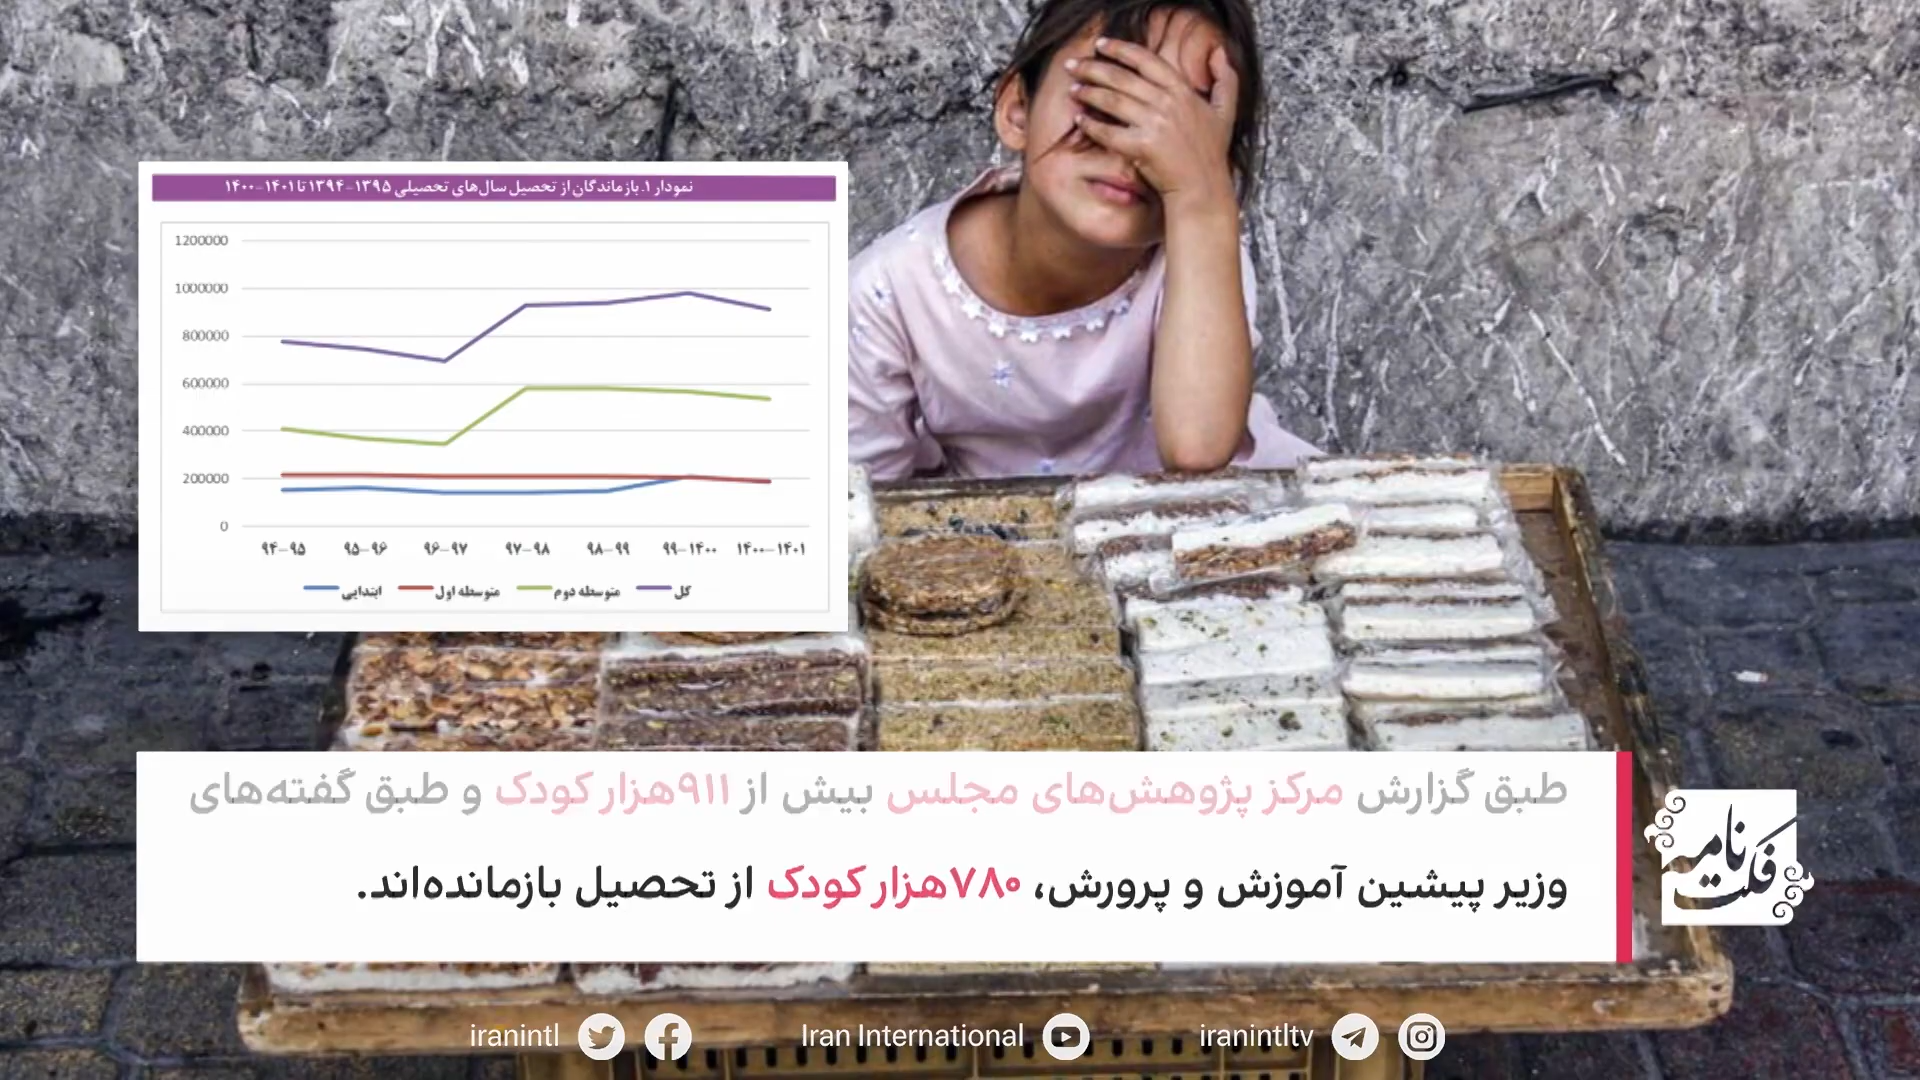 نمودار ۱. بازماندگان از تحصیل سال‌های تحصیلی ۱۳۹۵-۱۳۹۴ تا ۱۴۰۱-۱۴۰۰
1200000
1000000
800000
600000
400000
200000
0
۹۴-۹۵ ۹۵-۹۶ ۹۶-۹۷ ۹۷-۹۸ ۹۸-۹۹ ۹۹-۱۴۰۰ ۱۴۰۰-۱۴۰۱
ابتدایی متوسطه اول متوسطه دوم کل
طبق گزارش مرکز پژوهش‌های مجلس بیش از ۹۱۱هزار کودک و طبق گفته‌های
وزیر پیشین آموزش و پرورش، ۷۸۰هزار کودک از تحصیل بازمانده‌اند.
فکت نامه
iranintl Iran International iranintltv